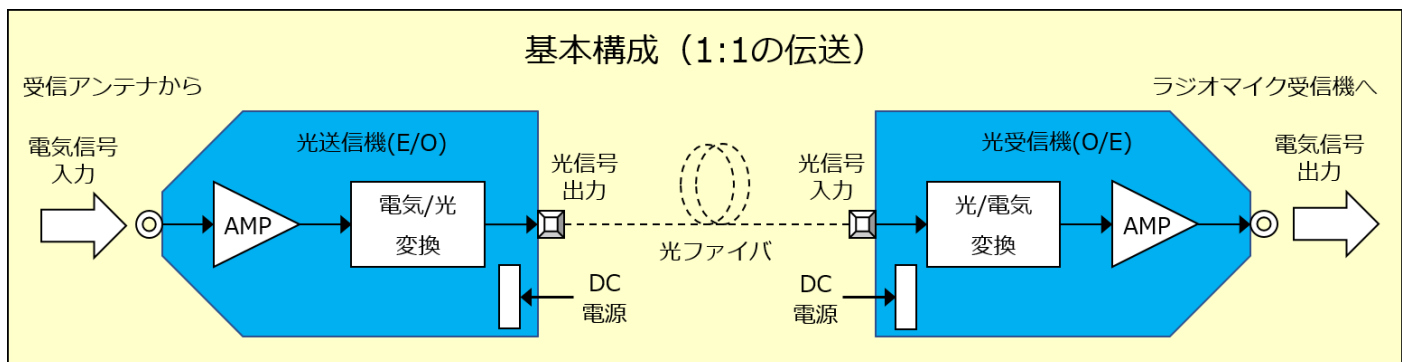 基本構成（1:1の伝送）
受信アンテナから
ラジオマイク受信機へ
電気信号
入力
光送信機(E/O)
AMP
電気/光
変換
光信号
出力
光ファイバ
DC
電源
光信号
入力
光受信機(O/E)
光/電気
変換
AMP
DC
電源
電気信号
出力